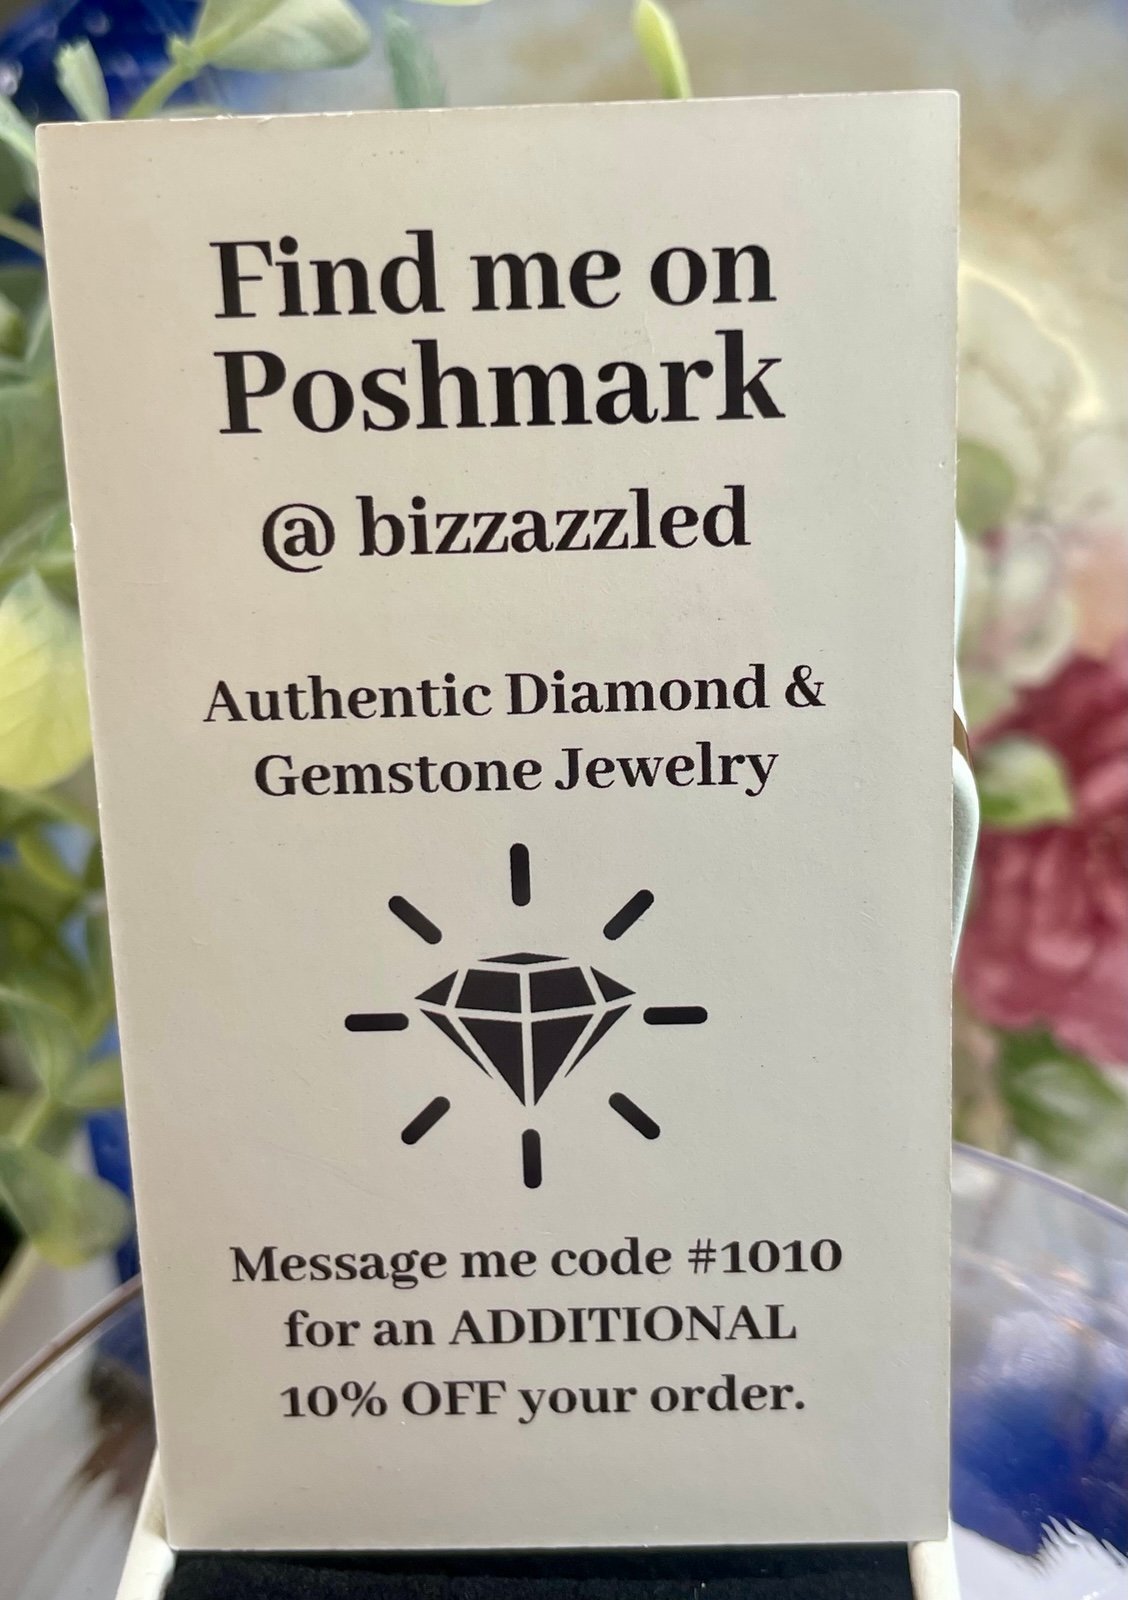 Find me on
Poshmark
@ bizzazzled
Authentic Diamond &
Gemstone Jewelry
Message me code #1010
for an ADDITIONAL
10% OFF your order.